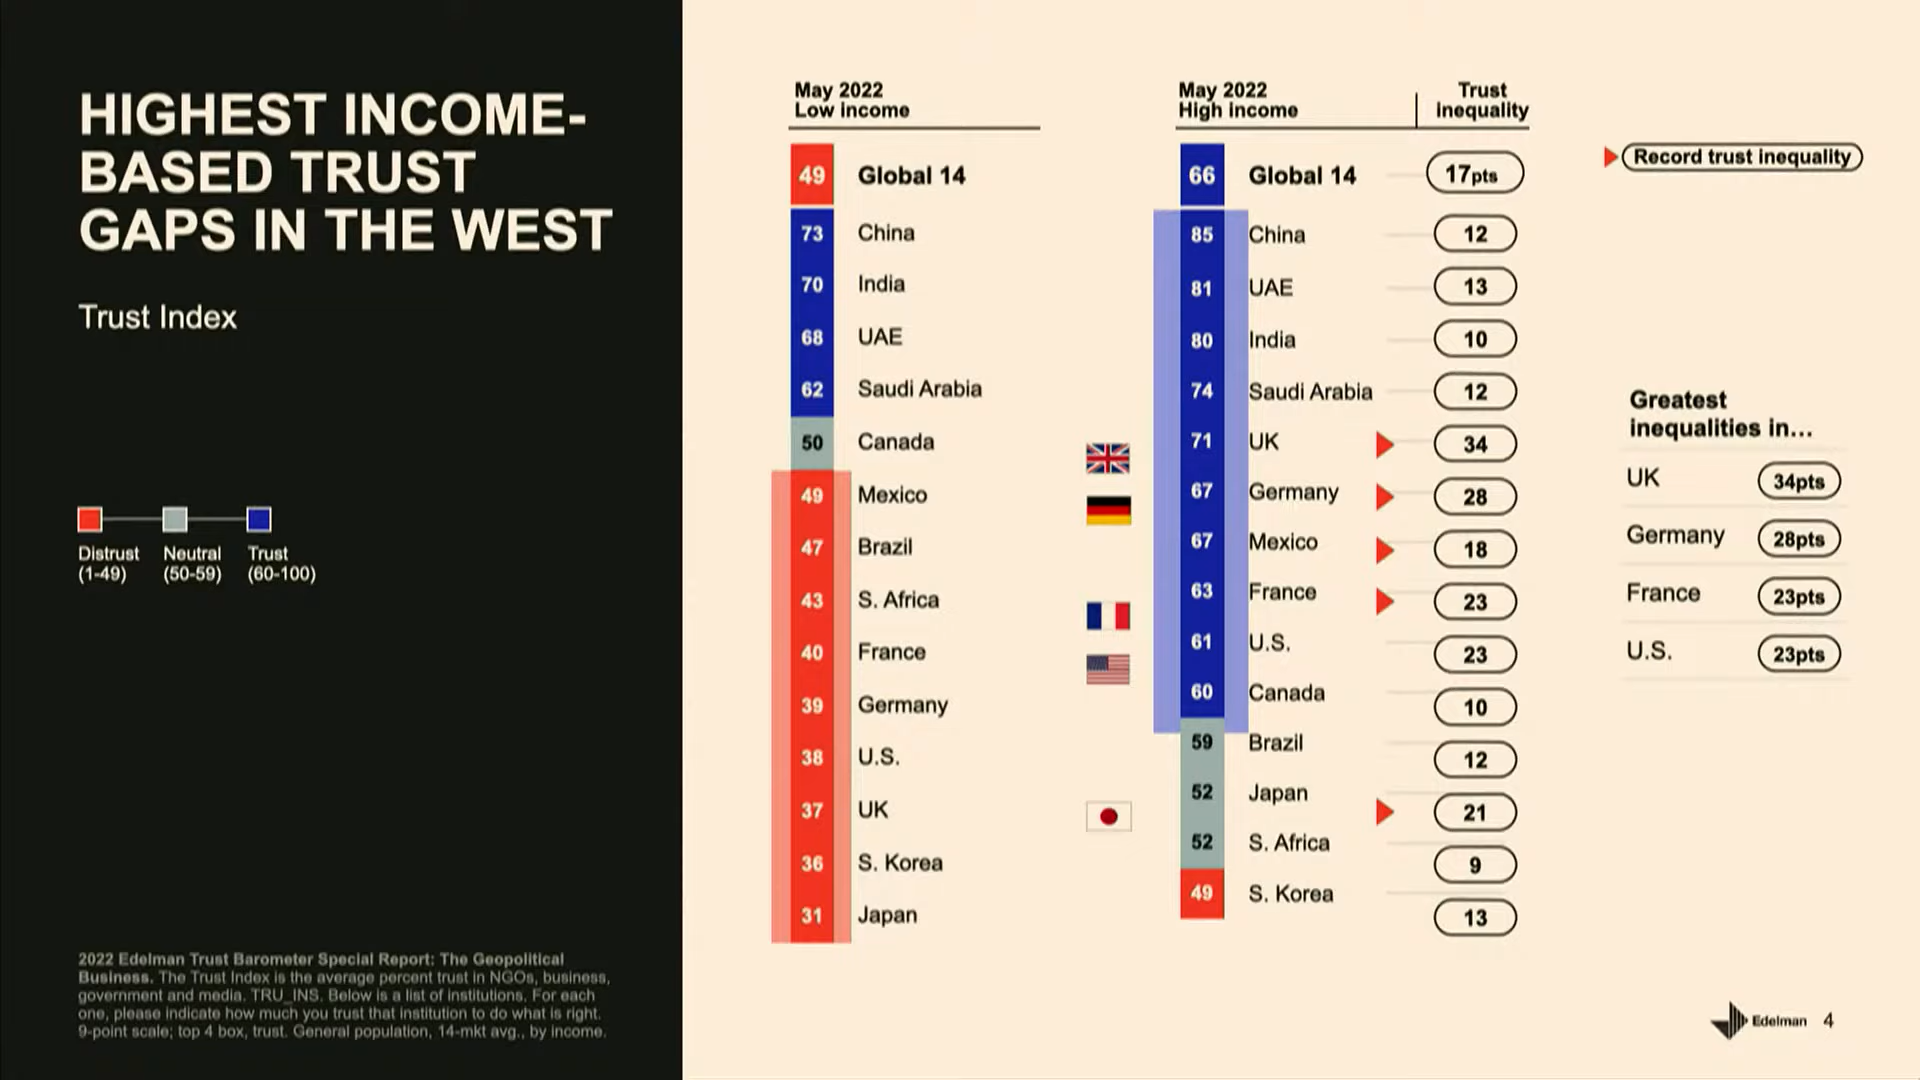 HIGHEST INCOME-
BASED TRUST
GAPS IN THE WEST
Trust Index
Distrust
(1-49)
Neutral
(50-59)
Trust
(60-100)
2022 Edelman Trust Barometer Special Report: The Geopolitical
Business. The Trust Index is the average percent trust in NGOs, business,
government and media. TRU_INS. Below is a list of institutions. For each
one, please indicate how much you trust that institution to do what is right.
9-point scale; top 4 box, trust. General population, 14-mkt avg., by income.
May 2022
Low income
49 Global 14
73 China
70 India
68 UAE
62 Saudi Arabia
50 Canada
49 Mexico
47 Brazil
43 S. Africa
40 France
39 Germany
38 U.S.
37 UK
36 S. Korea
31 Japan
May 2022
High income
Trust
inequality
66 Global 14 17pts
85 China 12
81 UAE 13
80 India 10
74 Saudi Arabia 12
71 UK 34
67 Germany 28
67 Mexico 18
63 France 23
61 U.S. 23
60 Canada 10
59 Brazil 12
52 Japan 21
52 S. Africa 9
49 S. Korea 13
Record trust inequality
Greatest
inequalities in...
UK 34pts
Germany 28pts
France 23pts
U.S. 23pts
Edelman 4